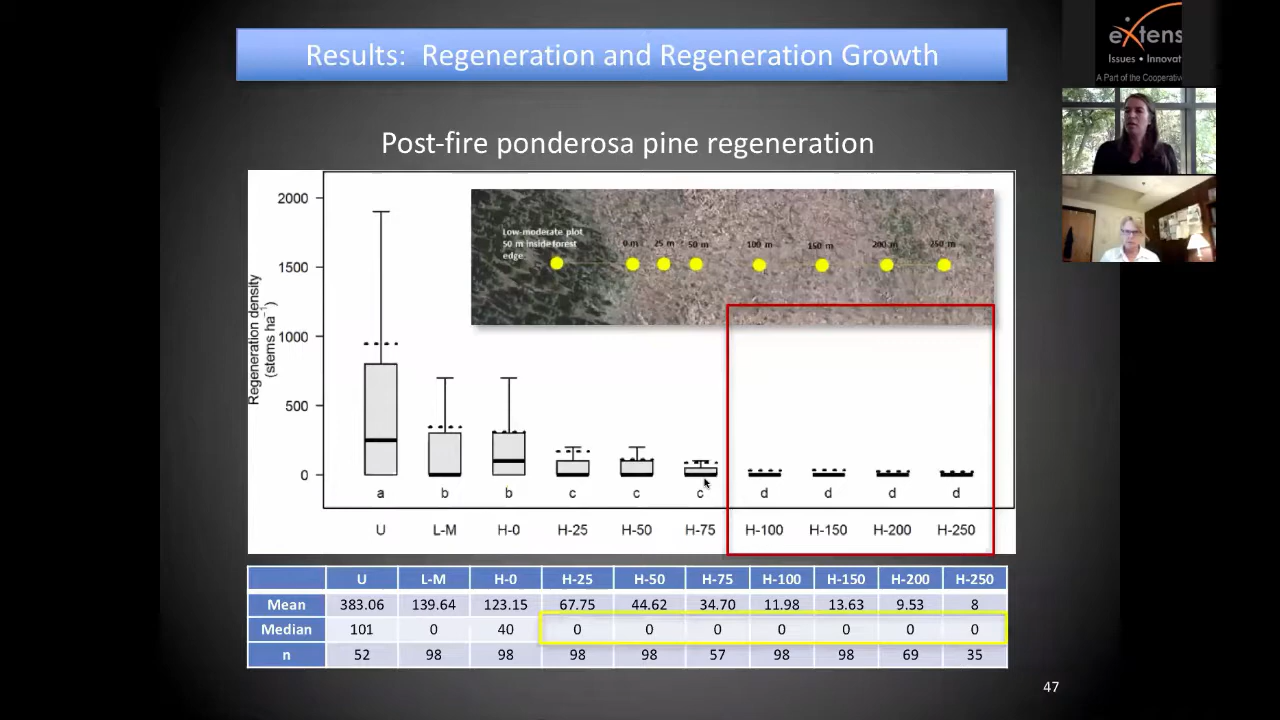 Results: Regeneration and Regeneration Growth
eXtens
Issues • Innovat
A Part of the Cooperativ
Post-fire ponderosa pine regeneration
Low-moderate plot
50 m inside forest
edge
0 m 25 m 50 m 100 m 150 m 200 m 250 m
Regeneration density
(stems ha⁻¹)
2000
1500
1000
500
0
a b b c c c d d d d
U L-M H-0 H-25 H-50 H-75 H-100 H-150 H-200 H-250
U L-M H-0 H-25 H-50 H-75 H-100 H-150 H-200 H-250
Mean 383.06 139.64 123.15 67.75 44.62 34.70 11.98 13.63 9.53 8
Median 101 0 40 0 0 0 0 0 0 0
n 52 98 98 98 98 57 98 98 69 35
47